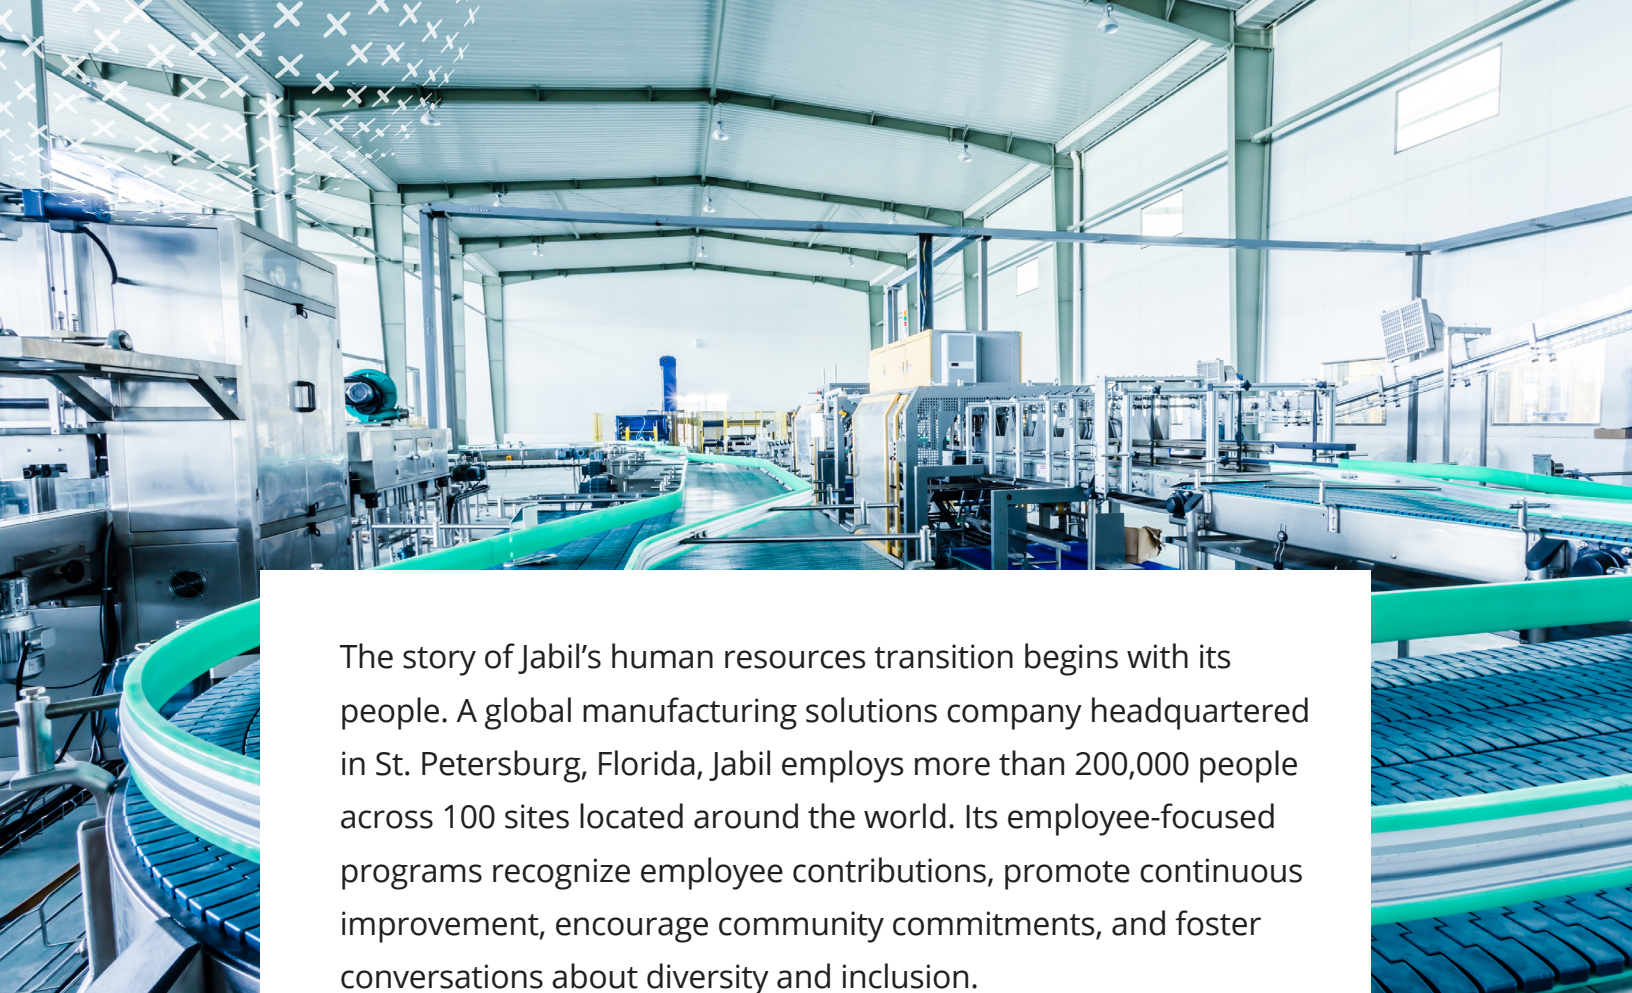 The story of Jabil’s human resources transition begins with its
people. A global manufacturing solutions company headquartered
in St. Petersburg, Florida, Jabil employs more than 200,000 people
across 100 sites located around the world. Its employee-focused
programs recognize employee contributions, promote continuous
improvement, encourage community commitments, and foster
conversations about diversity and inclusion.